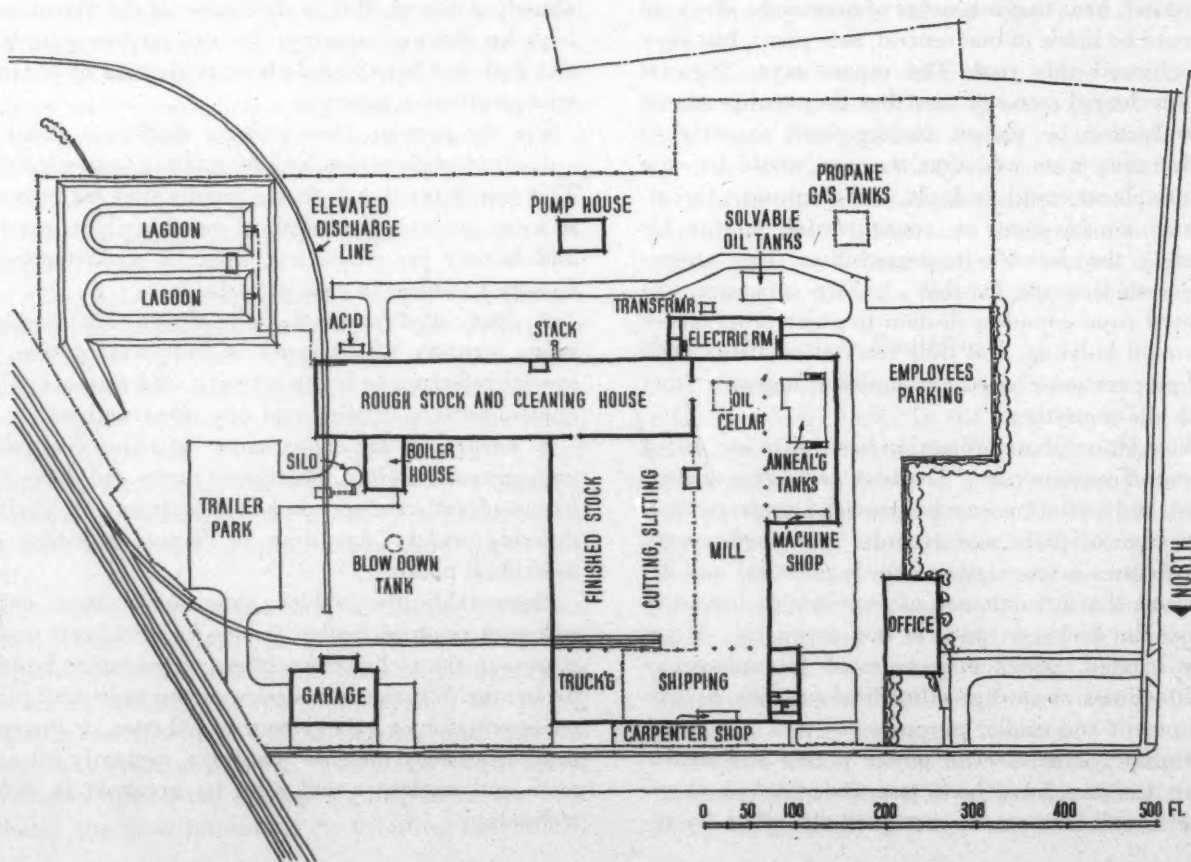 ELEVATED
DISCHARGE
LINE
PUMP HOUSE
PROPANE
GAS TANKS
SOLVABLE
OIL TANKS
LAGOON
LAGOON
ACID
STACK
TRANSFRMR
ELECTRIC RM
EMPLOYEES
PARKING
ROUGH STOCK AND CLEANING HOUSE
OIL
CELLAR
SILO
BOILER
HOUSE
ANNEAL'G
TANKS
TRAILER
PARK
BLOW DOWN
TANK
FINISHED STOCK
CUTTING, SLITTING
MILL
MACHINE
SHOP
NORTH
OFFICE
GARAGE
TRUCK'G
SHIPPING
CARPENTER SHOP
0 50 100 200 300 400 500 FT.